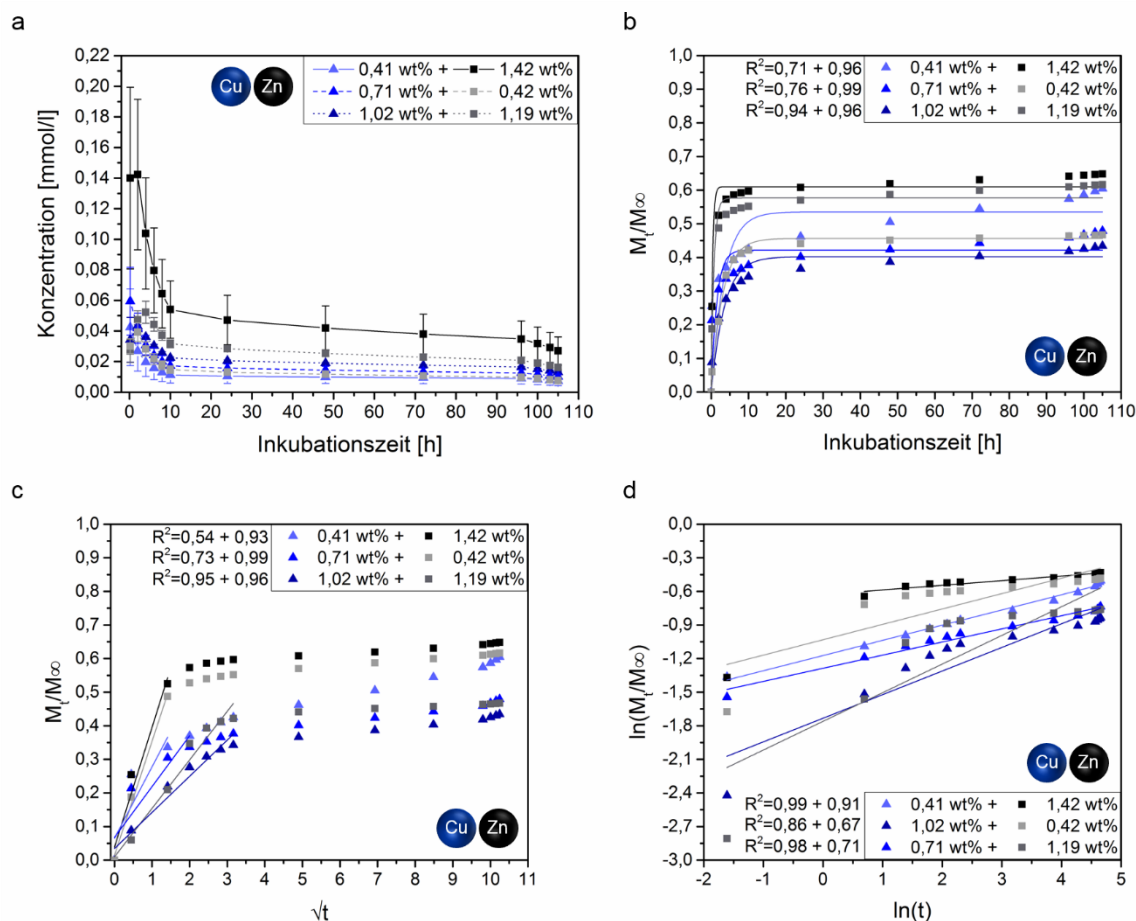 a
Konzentration [mmol/l]
0,22
0,20
0,18
0,16
0,14
0,12
0,10
0,08
0,06
0,04
0,02
0,00
Cu Zn
0,41 wt% + 1,42 wt%
0,71 wt% + 0,42 wt%
1,02 wt% + 1,19 wt%
0 10 20 30 40 50 60 70 80 90 100 110
Inkubationszeit [h]
b
Mt/M∞
1,0
0,9
0,8
0,7
0,6
0,5
0,4
0,3
0,2
0,1
0,0
R²=0,71 + 0,96 0,41 wt% + 1,42 wt%
R²=0,76 + 0,99 0,71 wt% + 0,42 wt%
R²=0,94 + 0,96 1,02 wt% + 1,19 wt%
Cu Zn
0 10 20 30 40 50 60 70 80 90 100 110
Inkubationszeit [h]
c
Mt/M∞
1,0
0,9
0,8
0,7
0,6
0,5
0,4
0,3
0,2
0,1
0,0
R²=0,54 + 0,93 0,41 wt% + 1,42 wt%
R²=0,73 + 0,99 0,71 wt% + 0,42 wt%
R²=0,95 + 0,96 1,02 wt% + 1,19 wt%
Cu Zn
0 1 2 3 4 5 6 7 8 9 10 11
√t
d
ln(Mt/M∞)
0,0
-0,3
-0,6
-0,9
-1,2
-1,5
-1,8
-2,1
-2,4
-2,7
-3,0
Cu Zn
R²=0,99 + 0,91 0,41 wt% + 1,42 wt%
R²=0,86 + 0,67 1,02 wt% + 0,42 wt%
R²=0,98 + 0,71 0,71 wt% + 1,19 wt%
-2 -1 0 1 2 3 4 5
ln(t)